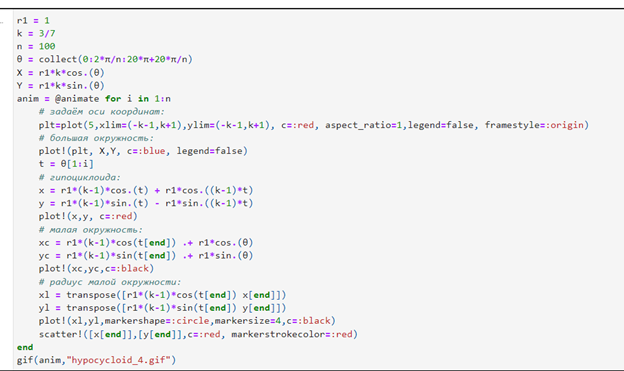 r1 = 1
k = 3/7
n = 100
θ = collect(0:2*π/n:20*π+20*π/n)
X = r1*k*cos.(θ)
Y = r1*k*sin.(θ)
anim = @animate for i in 1:n
    # задаём оси координат:
    plt=plot(5,xlim=(-k-1,k+1),ylim=(-k-1,k+1), c=:red, aspect_ratio=1,legend=false, framestyle=:origin)
    # большая окружность:
    plot!(plt, X,Y, c=:blue, legend=false)
    t = θ[1:i]
    # гипоциклоида:
    x = r1*(k-1)*cos.(t) + r1*cos.((k-1)*t)
    y = r1*(k-1)*sin.(t) - r1*sin.((k-1)*t)
    plot!(x,y, c=:red)
    # малая окружность:
    xc = r1*(k-1)*cos(t[end]) .+ r1*cos.(θ)
    yc = r1*(k-1)*sin(t[end]) .+ r1*sin.(θ)
    plot!(xc,yc,c=:black)
    # радиус малой окружности:
    xl = transpose([r1*(k-1)*cos(t[end]) x[end]])
    yl = transpose([r1*(k-1)*sin(t[end]) y[end]])
    plot!(xl,yl,markershape=:circle,markersize=4,c=:black)
    scatter!([x[end]],[y[end]],c=:red, markerstrokecolor=:red)
end
gif(anim,"hypocycloid_4.gif")